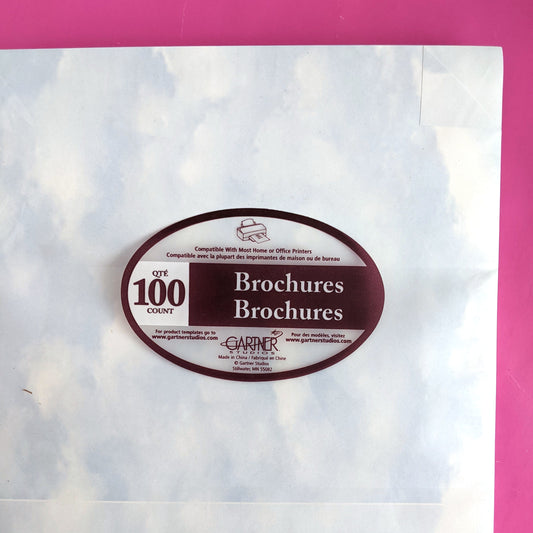 Compatible With Most Home or Office Printers
Compatible avec la plupart des imprimantes de maison ou de bureau
QTÉ
100
COUNT
Brochures
Brochures
For product templates go to
www.gartnerstudios.com
GARTNER
STUDIOS
Pour des modèles, visitez
www.gartnerstudios.com
Made in China / Fabriqué en Chine
© Gartner Studios
Stillwater, MN 55082